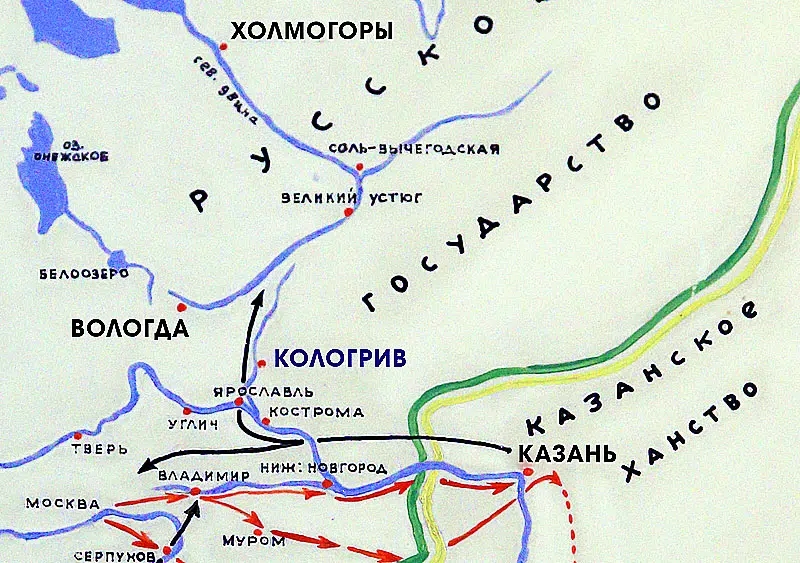 ХОЛМОГОРЫ
СЕВ. ДВИНА
РУССКОЕ
ГОСУДАРСТВО
ОЗ.
ОНЕЖСКОЕ
СОЛЬ-ВЫЧЕГОДСКАЯ
ВЕЛИКИЙ УСТЮГ
БЕЛООЗЕРО
ВОЛОГДА
КОЛОГРИВ
КАЗАНСКОЕ
ХАНСТВО
ЯРОСЛАВЛЬ
КОСТРОМА
УГЛИЧ
ТВЕРЬ
КАЗАНЬ
ВЛАДИМИР
НИЖ: НОВГОРОД
МОСКВА
МУРОМ
СЕРПУХОВ